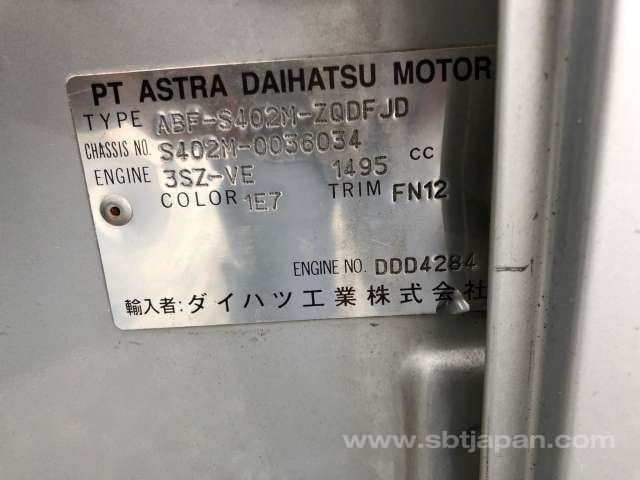 PT ASTRA DAIHATSU MOTOR
TYPE ABF-S402M-ZQDFJD
CHASSIS NO. S402M-0036034
ENGINE 3SZ-VE 1495 CC
COLOR 1E7 TRIM FN12
ENGINE NO. DDD4284
輸入者: ダイハツ工業株式会社
www.sbtjapan.com/